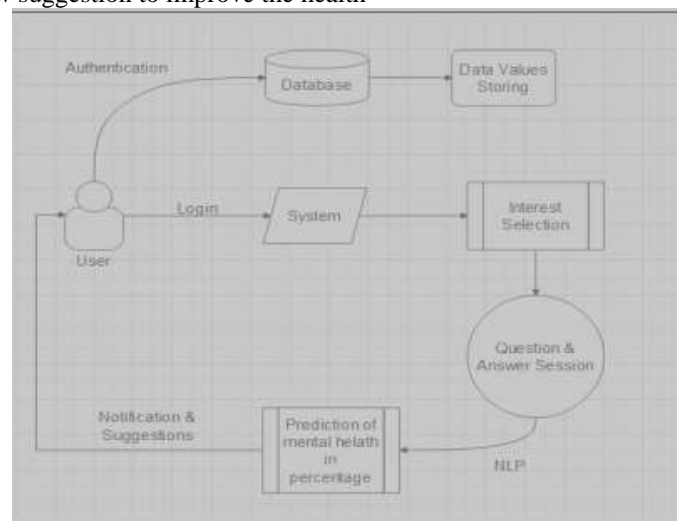 suggestion to improve the health
Authentication
Database
Data Values
Storing
Login
System
Interest
Selection
User
Question &
Answer Session
Notification &
Suggestions
Prediction of
mental helath
in
percentage
NLP